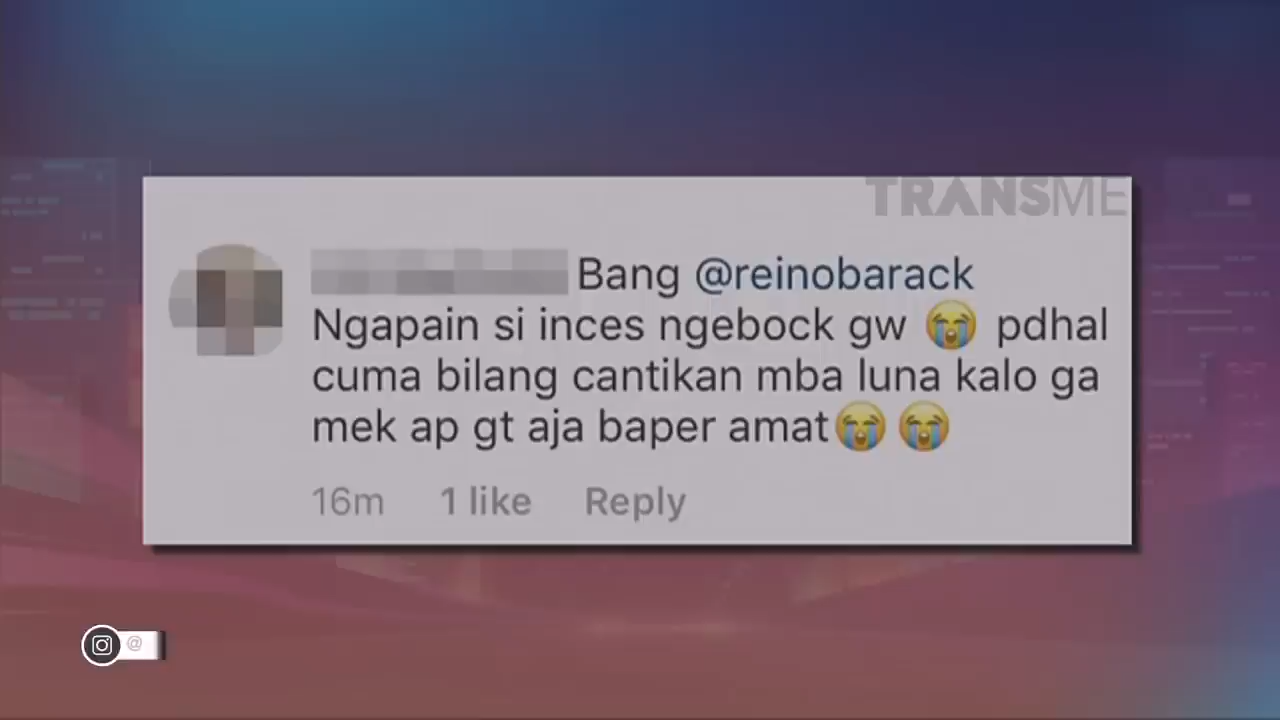 TRANSME
Bang @reinobarack
Ngapain si inces ngebock gw 😭 pdhal
cuma bilang cantikan mba luna kalo ga
mek ap gt aja baper amat😭😭
16m 1 like Reply
@